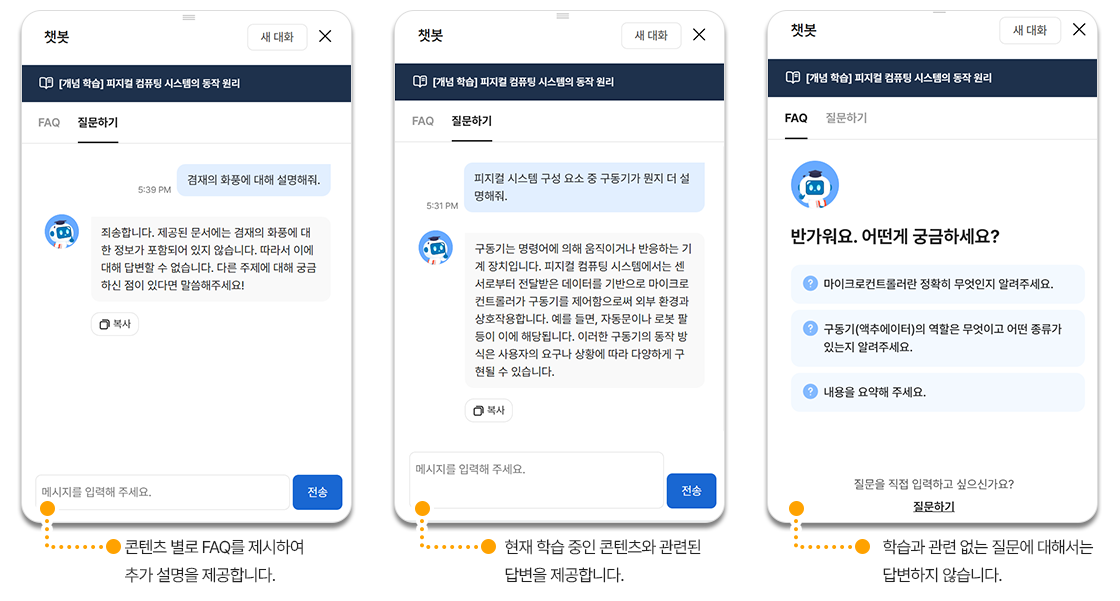 챗봇
새 대화
[개념 학습] 피지컬 컴퓨팅 시스템의 동작 원리
FAQ 질문하기
겸재의 화풍에 대해 설명해줘.
5:39 PM
죄송합니다. 제공된 문서에는 겸재의 화풍에 대
한 정보가 포함되어 있지 않습니다. 따라서 이에
대해 답변할 수 없습니다. 다른 주제에 대해 궁금
하신 점이 있다면 말씀해주세요!
복사
메시지를 입력해 주세요.
전송
콘텐츠 별로 FAQ를 제시하여
추가 설명을 제공합니다.
챗봇
새 대화
[개념 학습] 피지컬 컴퓨팅 시스템의 동작 원리
FAQ 질문하기
피지컬 시스템 구성 요소 중 구동기가 뭔지 더 설
명해줘.
5:31 PM
구동기는 명령어에 의해 움직이거나 반응하는 기
계 장치입니다. 피지컬 컴퓨팅 시스템에서는 센
서로부터 전달받은 데이터를 기반으로 마이크로
컨트롤러가 구동기를 제어함으로써 외부 환경과
상호작용합니다. 예를 들면, 자동문이나 로봇 팔
등이 이에 해당됩니다. 이러한 구동기의 동작 방
식은 사용자의 요구나 상황에 따라 다양하게 구
현될 수 있습니다.
복사
메시지를 입력해 주세요.
전송
현재 학습 중인 콘텐츠와 관련된
답변을 제공합니다.
챗봇
새 대화
[개념 학습] 피지컬 컴퓨팅 시스템의 동작 원리
FAQ 질문하기
반가워요. 어떤게 궁금하세요?
마이크로컨트롤러란 정확히 무엇인지 알려주세요.
구동기(액추에이터)의 역할은 무엇이고 어떤 종류가
있는지 알려주세요.
내용을 요약해 주세요.
질문을 직접 입력하고 싶으신가요?
질문하기
학습과 관련 없는 질문에 대해서는
답변하지 않습니다.